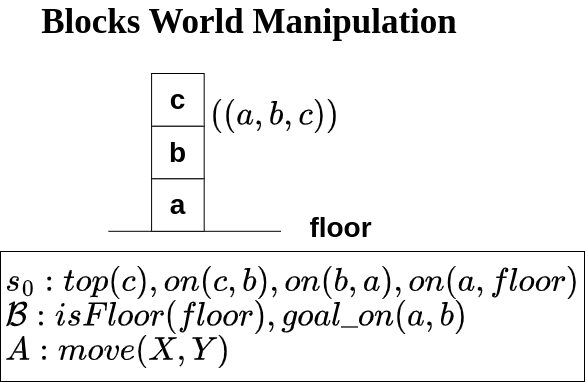 Blocks World Manipulation
c
((a, b, c))
b
a
floor
s₀ : top(c), on(c, b), on(b, a), on(a, floor)
ℬ : isFloor(floor), goal_on(a, b)
A : move(X, Y)